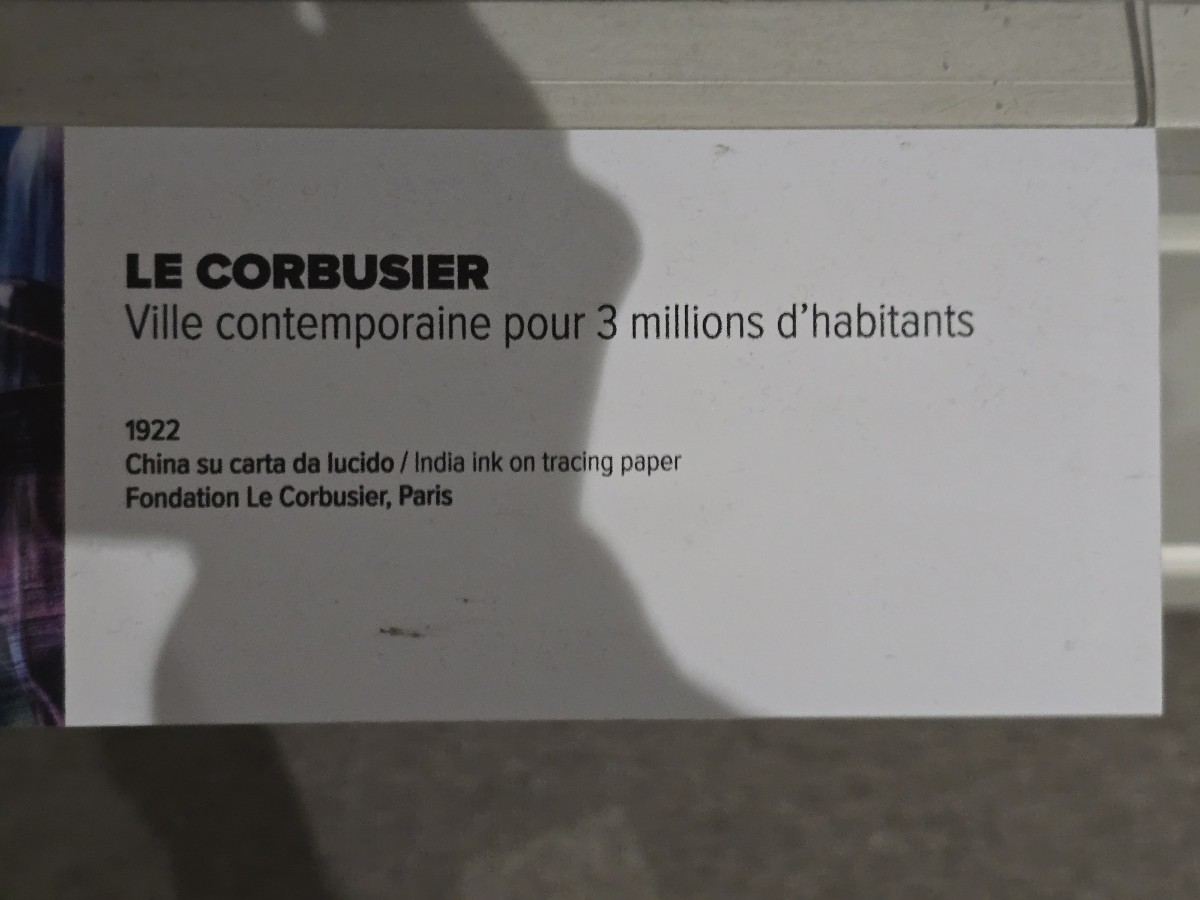 LE CORBUSIER
Ville contemporaine pour 3 millions d’habitants
1922
China su carta da lucido / India ink on tracing paper
Fondation Le Corbusier, Paris